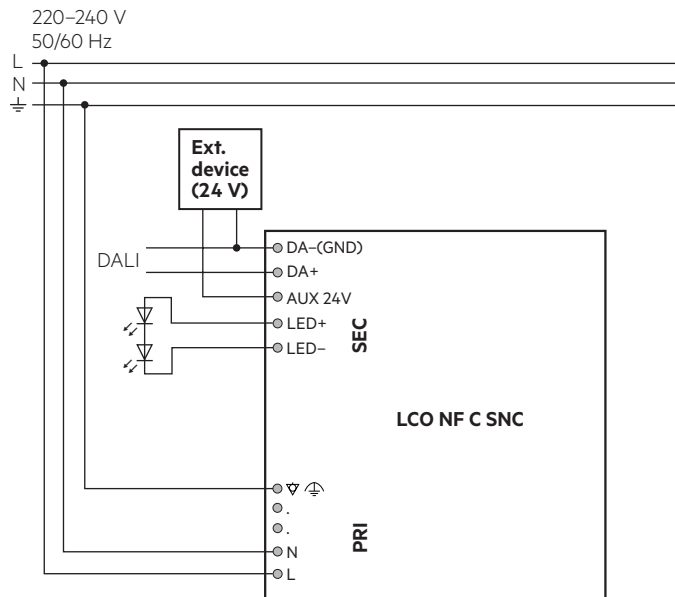 220–240 V
50/60 Hz
L
N
Ext.
device
(24 V)
DALI
DA–(GND)
DA+
AUX 24V
LED+
LED–
SEC
LCO NF C SNC
.
.
PRI
N
L